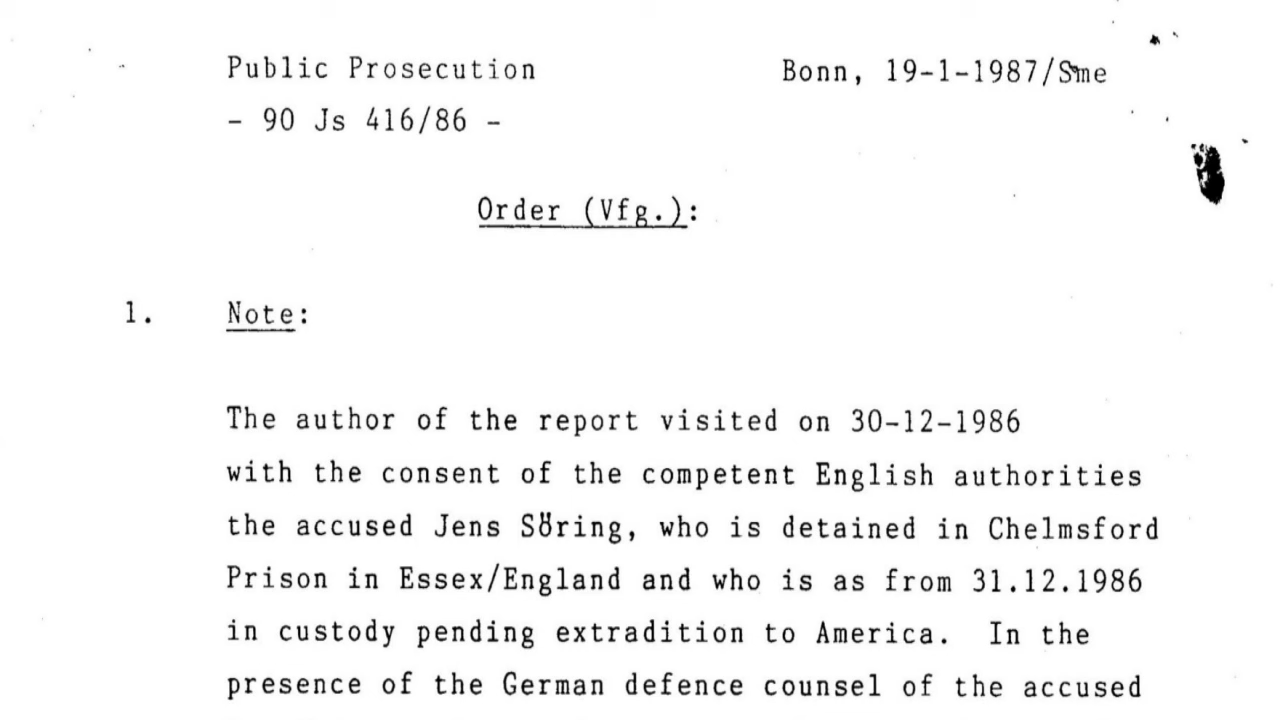 Public Prosecution Bonn, 19-1-1987/Sme
- 90 Js 416/86 -
Order (Vfg.):
1. Note:
The author of the report visited on 30-12-1986
with the consent of the competent English authorities
the accused Jens Söring, who is detained in Chelmsford
Prison in Essex/England and who is as from 31.12.1986
in custody pending extradition to America. In the
presence of the German defence counsel of the accused